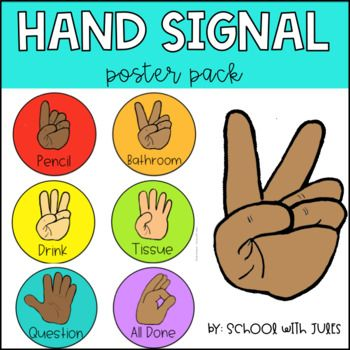 HAND SIGNAL
poster pack
Pencil
Bathroom
Drink
Tissue
Question
All Done
BY: SCHOOL WITH JULES